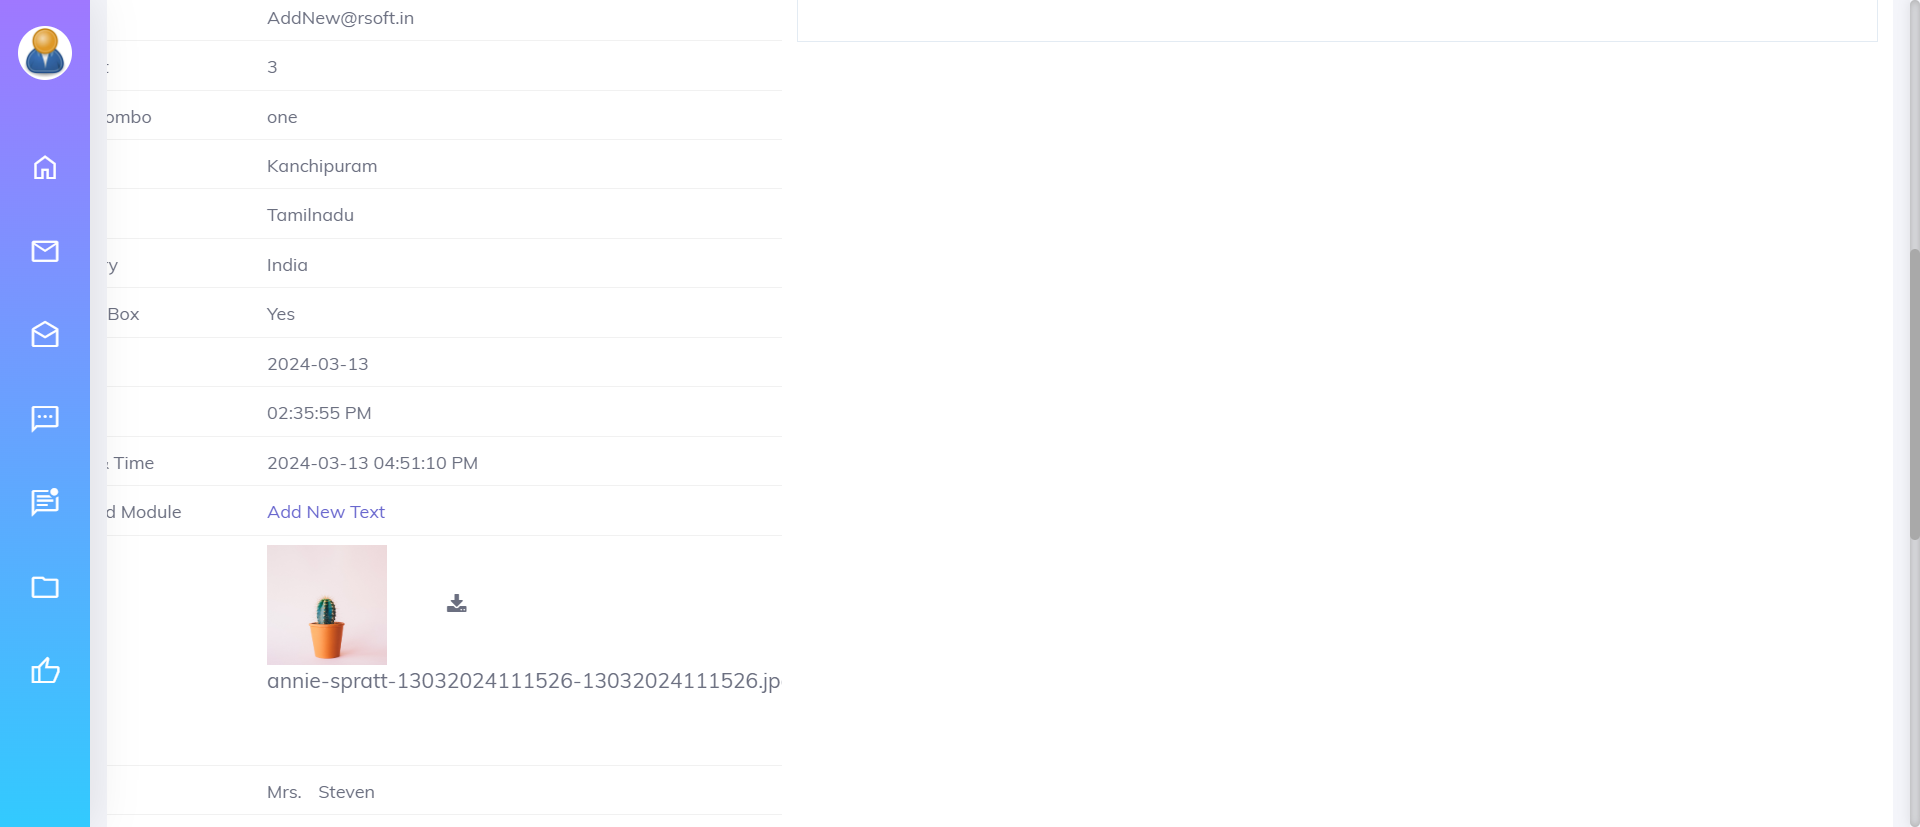 AddNew@rsoft.in
3
ombo one
Kanchipuram
Tamilnadu
ry India
Box Yes
2024-03-13
02:35:55 PM
& Time 2024-03-13 04:51:10 PM
d Module Add New Text
annie-spratt-13032024111526-13032024111526.jp
Mrs. Steven